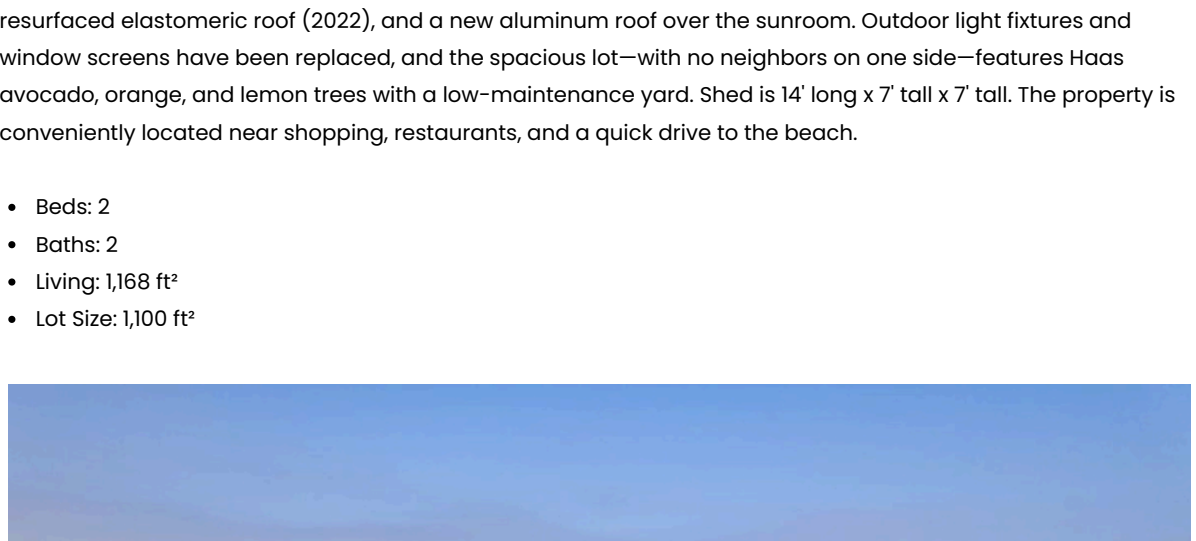 resurfaced elastomeric roof (2022), and a new aluminum roof over the sunroom. Outdoor light fixtures and
window screens have been replaced, and the spacious lot—with no neighbors on one side—features Haas
avocado, orange, and lemon trees with a low-maintenance yard. Shed is 14' long x 7' tall x 7' tall. The property is
conveniently located near shopping, restaurants, and a quick drive to the beach.
• Beds: 2
• Baths: 2
• Living: 1,168 ft²
• Lot Size: 1,100 ft²